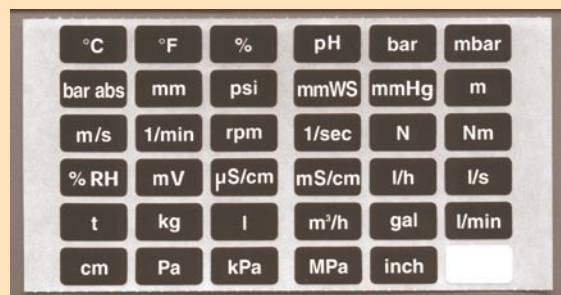 °C °F % pH bar mbar
bar abs mm psi mmWS mmHg m
m/s 1/min rpm 1/sec N Nm
% RH mV µS/cm mS/cm l/h l/s
t kg l m³/h gal l/min
cm Pa kPa MPa inch